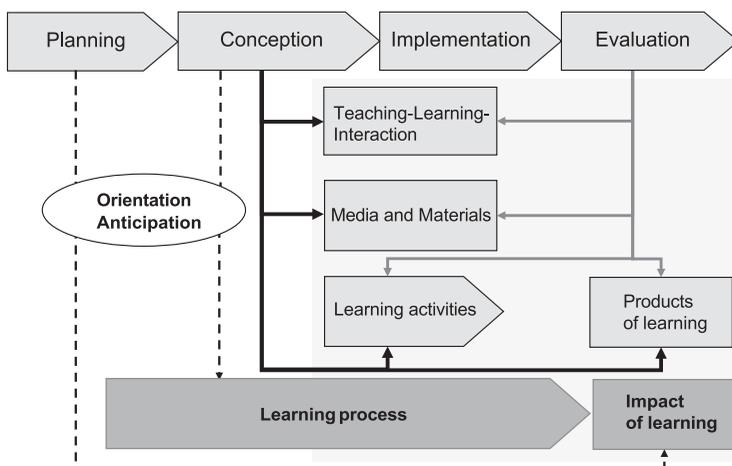 Planning
Conception
Implementation
Evaluation
Teaching-Learning-
Interaction
Orientation
Anticipation
Media and Materials
Learning activities
Products
of learning
Learning process
Impact
of learning